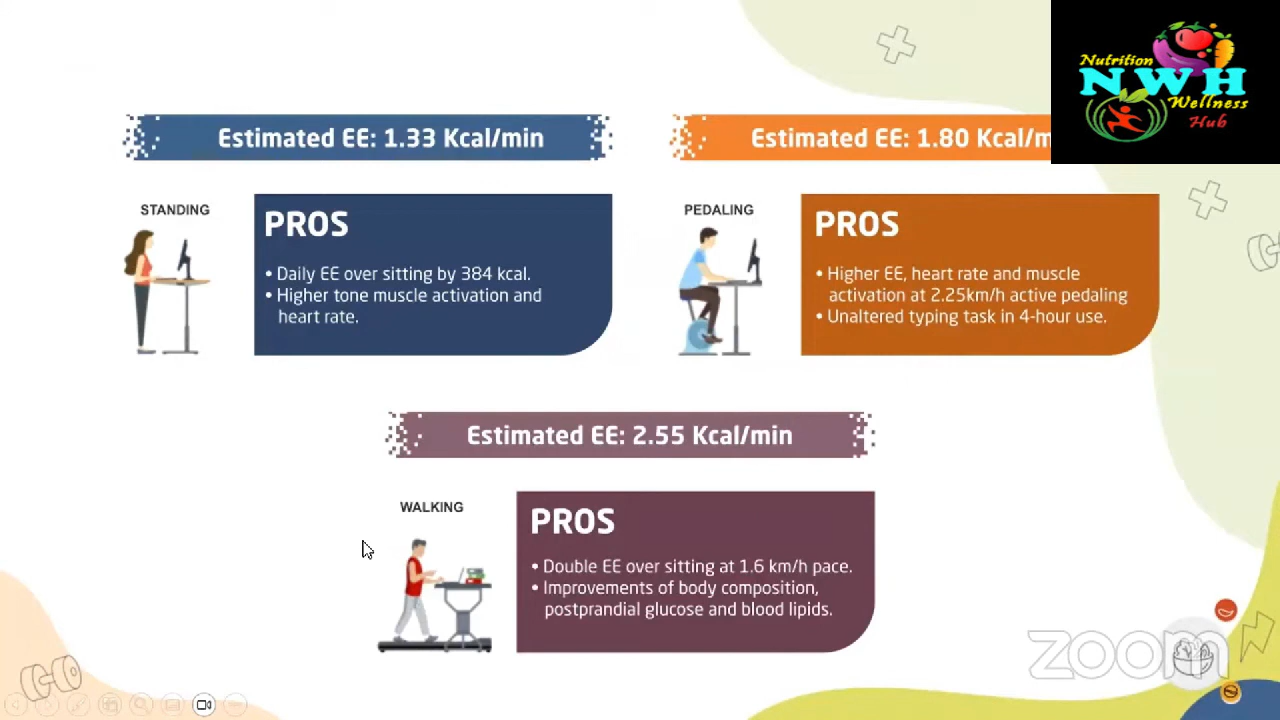 Nutrition
NWH
Wellness
Hub
Estimated EE: 1.33 Kcal/min
Estimated EE: 1.80 Kcal/m
STANDING
PROS
• Daily EE over sitting by 384 kcal.
• Higher tone muscle activation and
heart rate.
PEDALING
PROS
• Higher EE, heart rate and muscle
activation at 2.25km/h active pedaling
• Unaltered typing task in 4-hour use.
Estimated EE: 2.55 Kcal/min
WALKING
PROS
• Double EE over sitting at 1.6 km/h pace.
• Improvements of body composition,
postprandial glucose and blood lipids.
zoom